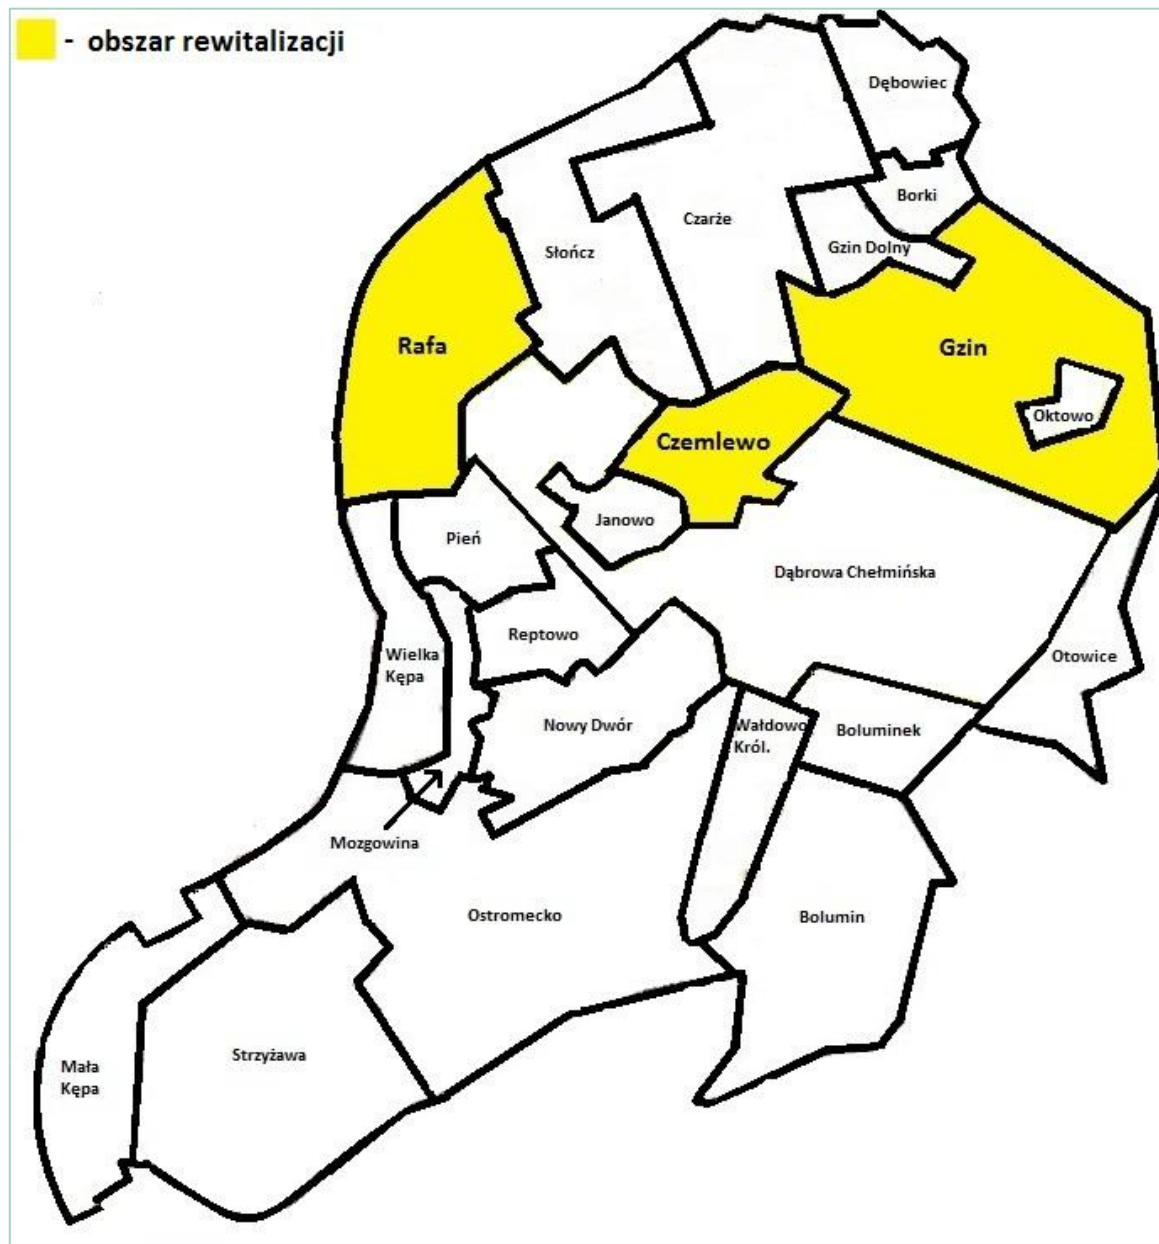 - obszar rewitalizacji
Dębowiec
Borki
Czarże
Gzin Dolny
Słończ
Rafa
Gzin
Oktowo
Czemlewo
Janowo
Pień
Dąbrowa Chełmińska
Reptowo
Wielka
Kępa
Otowice
Nowy Dwór
Wałdowo
Król.
Boluminek
Mozgowina
Ostromecko
Bolumin
Strzyżawa
Mała
Kępa